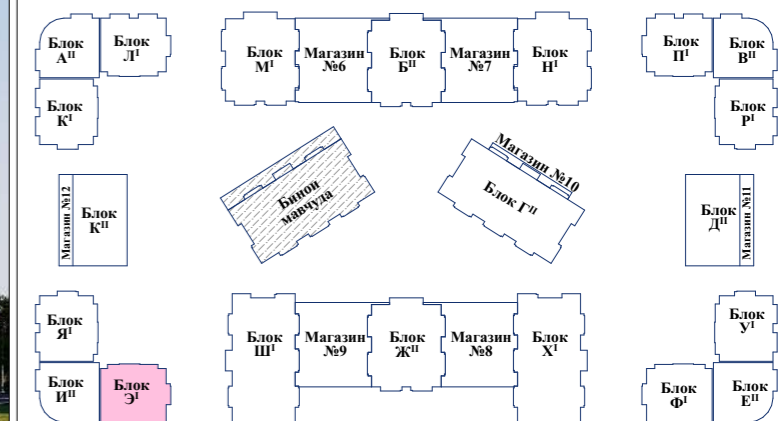 Блок
Aᴵᴵ
Блок
Лᴵ
Блок
Мᴵ
Магазин
№6
Блок
Бᴵᴵ
Магазин
№7
Блок
Нᴵ
Блок
Пᴵ
Блок
Вᴵᴵ
Блок
Кᴵ
Блок
Рᴵ
Магазин №12
Блок
Кᴵᴵ
Бинои
мавчуда
Магазин №10
Блок Гᴵᴵ
Блок
Дᴵᴵ
Магазин №11
Блок
Яᴵ
Блок
Шᴵ
Магазин
№9
Блок
Жᴵᴵ
Магазин
№8
Блок
Хᴵ
Блок
Уᴵ
Блок
Иᴵᴵ
Блок
Эᴵ
Блок
Фᴵ
Блок
Еᴵᴵ